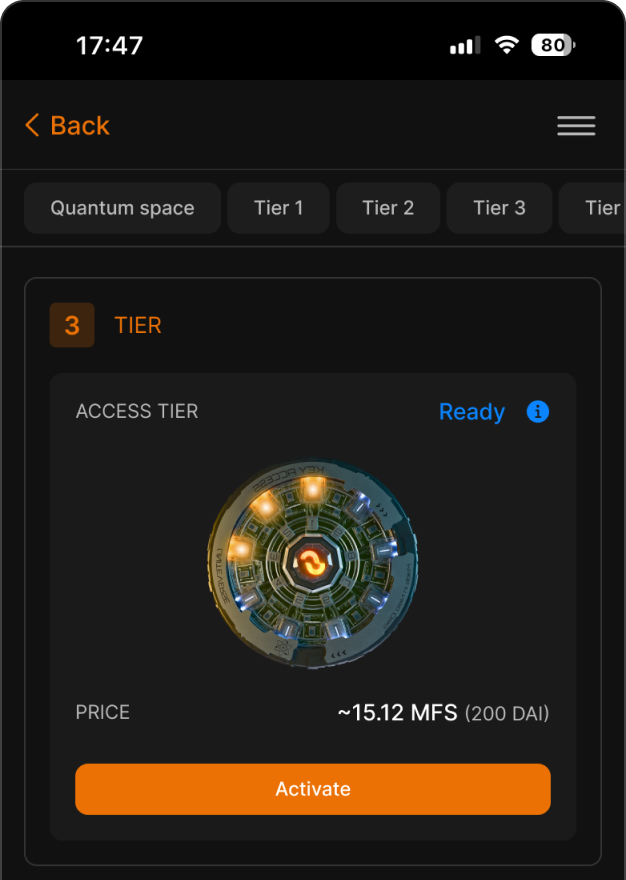 17:47
80
Back
Quantum space Tier 1 Tier 2 Tier 3 Tier
3 TIER
ACCESS TIER Ready
KEY ACCESS
PRICE ~15.12 MFS (200 DAI)
Activate